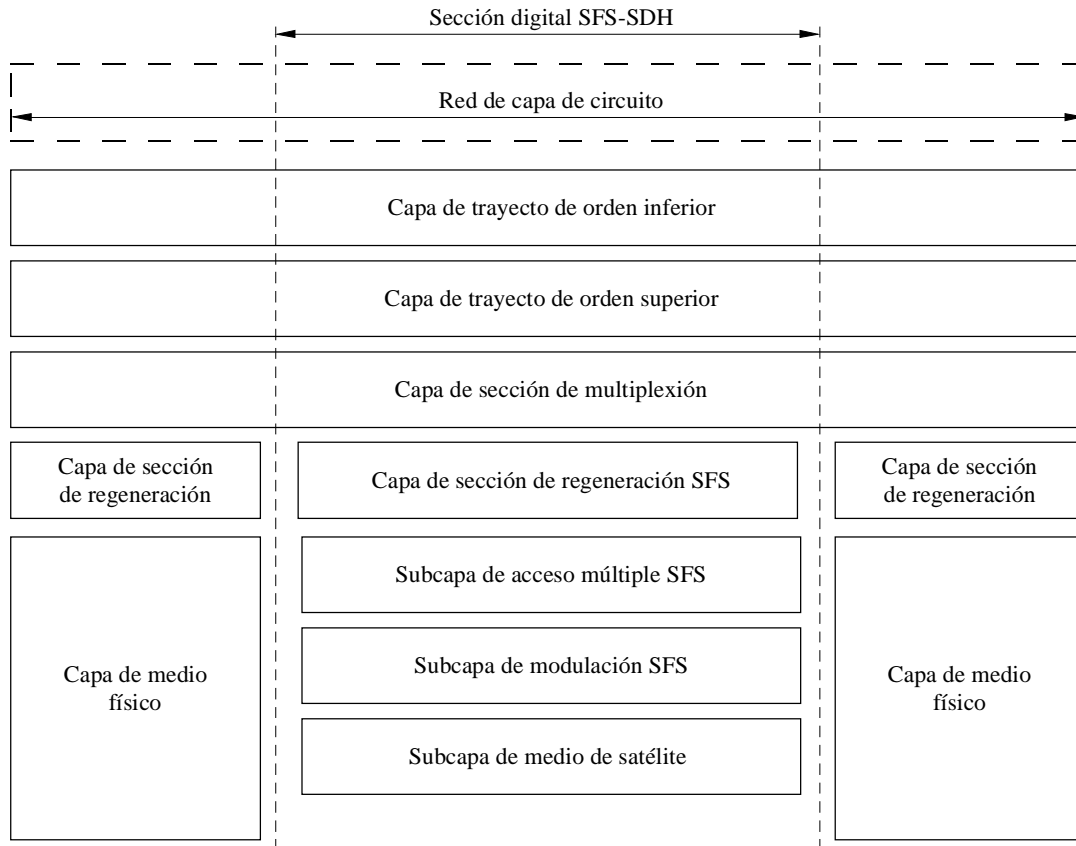 Sección digital SFS-SDH
Red de capa de circuito
Capa de trayecto de orden inferior
Capa de trayecto de orden superior
Capa de sección de multiplexión
Capa de sección
de regeneración
Capa de sección de regeneración SFS
Capa de sección
de regeneración
Subcapa de acceso múltiple SFS
Capa de medio
físico
Subcapa de modulación SFS
Capa de medio
físico
Subcapa de medio de satélite